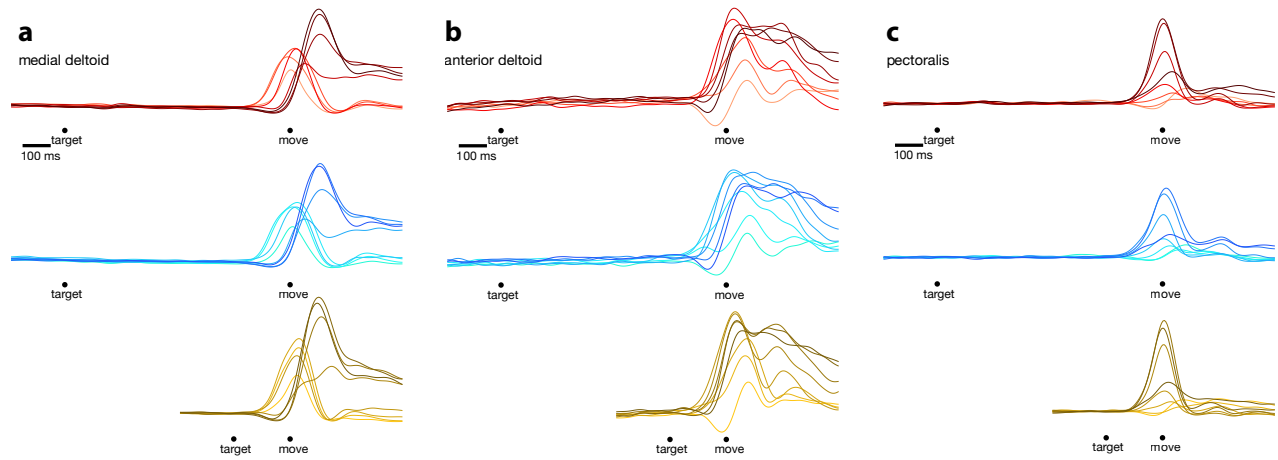 a
medial deltoid
target
move
100 ms
target
move
target
move
b
anterior deltoid
target
move
100 ms
target
move
target
move
c
pectoralis
target
move
100 ms
target
move
target
move